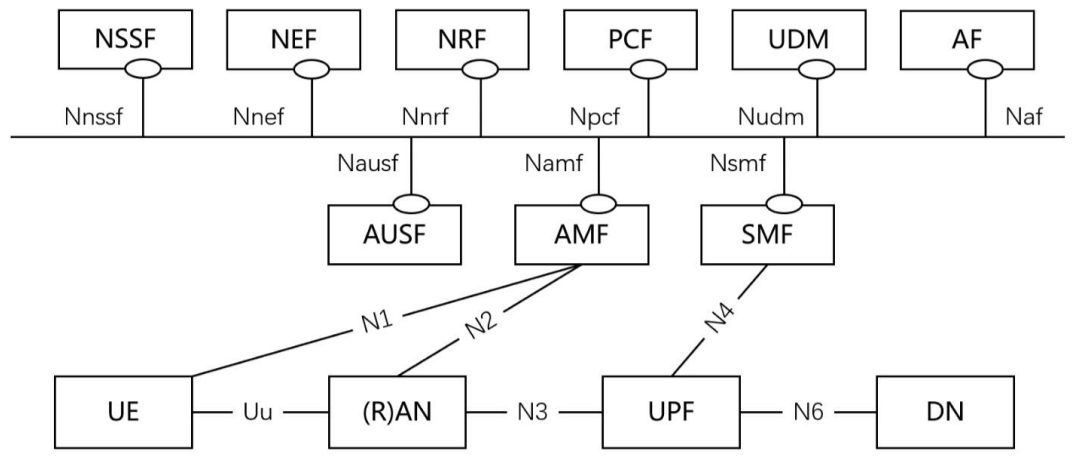 NSSF NEF NRF PCF UDM AF
Nnssf Nnef Nnrf Npcf Nudm Naf
Nausf Namf Nsmf
AUSF AMF SMF
N1 N2 N4
UE Uu (R)AN N3 UPF N6 DN